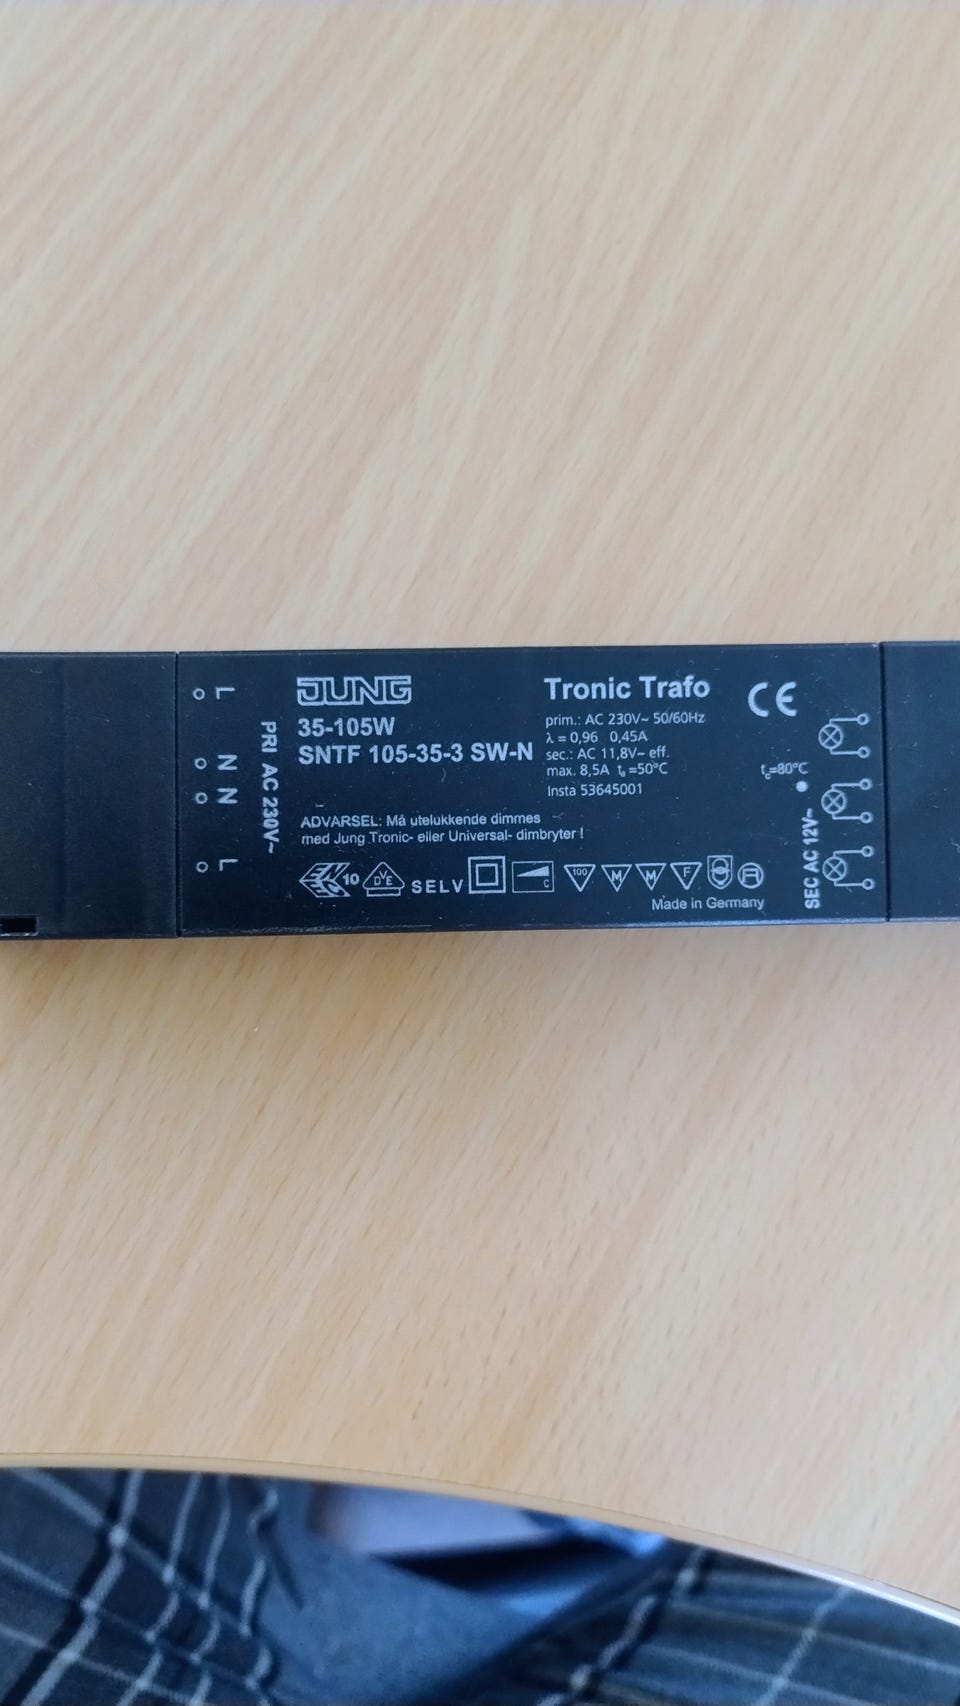 JUNG
35-105W
SNTF 105-35-3 SW-N
Tronic Trafo
prim.: AC 230V~ 50/60Hz
λ = 0,96 0,45A
sec.: AC 11,8V~ eff.
max. 8,5A ta =50°C
Insta 53645001
CE
tc=80°C
L
N
N
L
PRI AC 230V~
ADVARSEL: Må utelukkende dimmes
med Jung Tronic- eller Universal- dimbryter !
10
DVE
SELV
C
100
M
M
F
Made in Germany
SEC AC 12V~